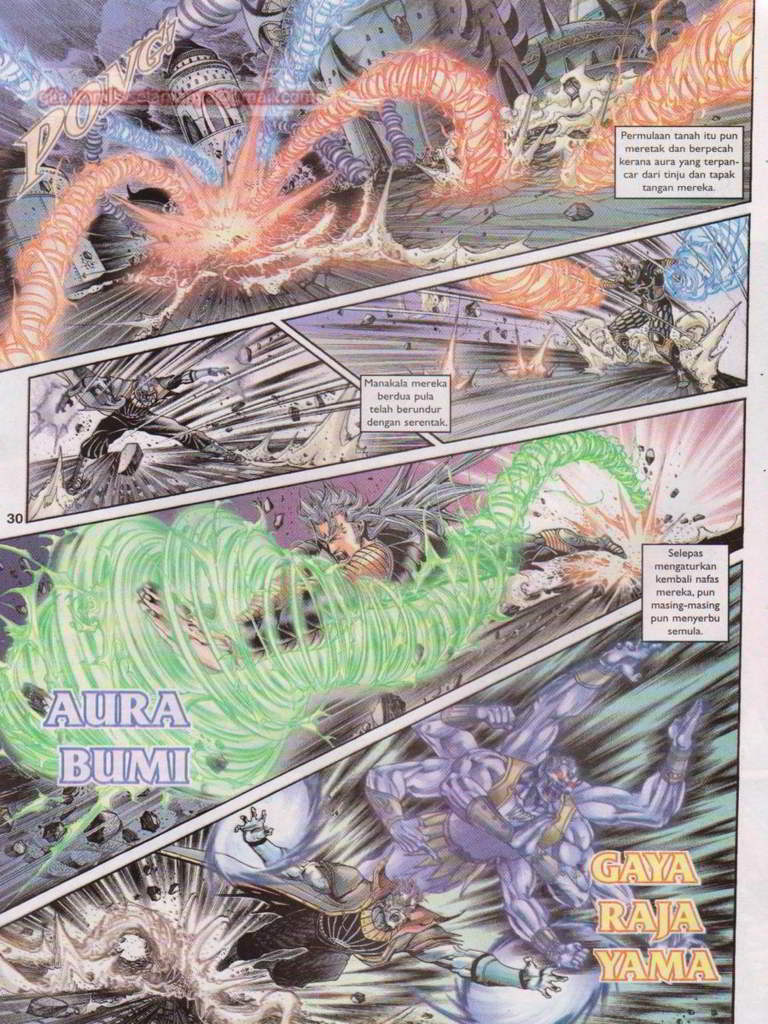 PONG!
Permulaan tanah itu pun
meretak dan berpecah
kerana aura yang terpan-
car dari tinju dan tapak
tangan mereka.
Manakala mereka
berdua pula
telah berundur
dengan serentak.
30
Selepas
mengaturkan
kembali nafas
mereka, pun
masing-masing
pun menyerbu
semula.
AURA
BUMI
GAYA
RAJA
YAMA